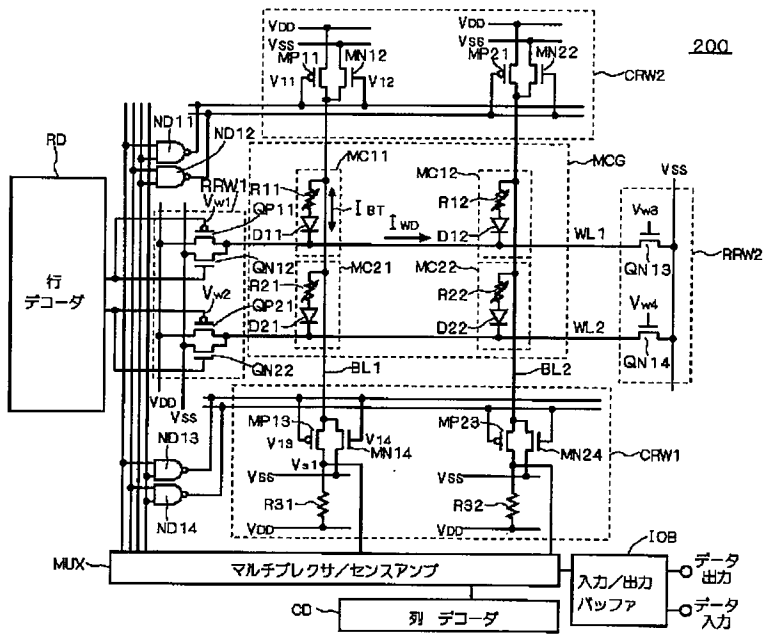 VDD
VSS
MP11
MN12
V11
V12
VDD
VSS
MP21
MN22
200
CRW2
ND11
ND12
RD
RRW1
Vw1
QP11
QN12
Vw2
QP21
QN22
行
デコーダ
VDD
VSS
MC11
R11
D11
IBT
IWD
MC21
R21
D21
MC12
R12
D12
MC22
R22
D22
MCG
WL1
WL2
VSS
Vw3
QN13
Vw4
QN14
RRW2
BL1
BL2
ND13
ND14
MP13
V13
V14
MN14
Vs1
VSS
R31
VDD
MP23
MN24
VSS
R32
VDD
CRW1
MUX
マルチプレクサ/センスアンプ
CD
列 デコーダ
IOB
入力/出力
バッファ
データ
出力
データ
入力